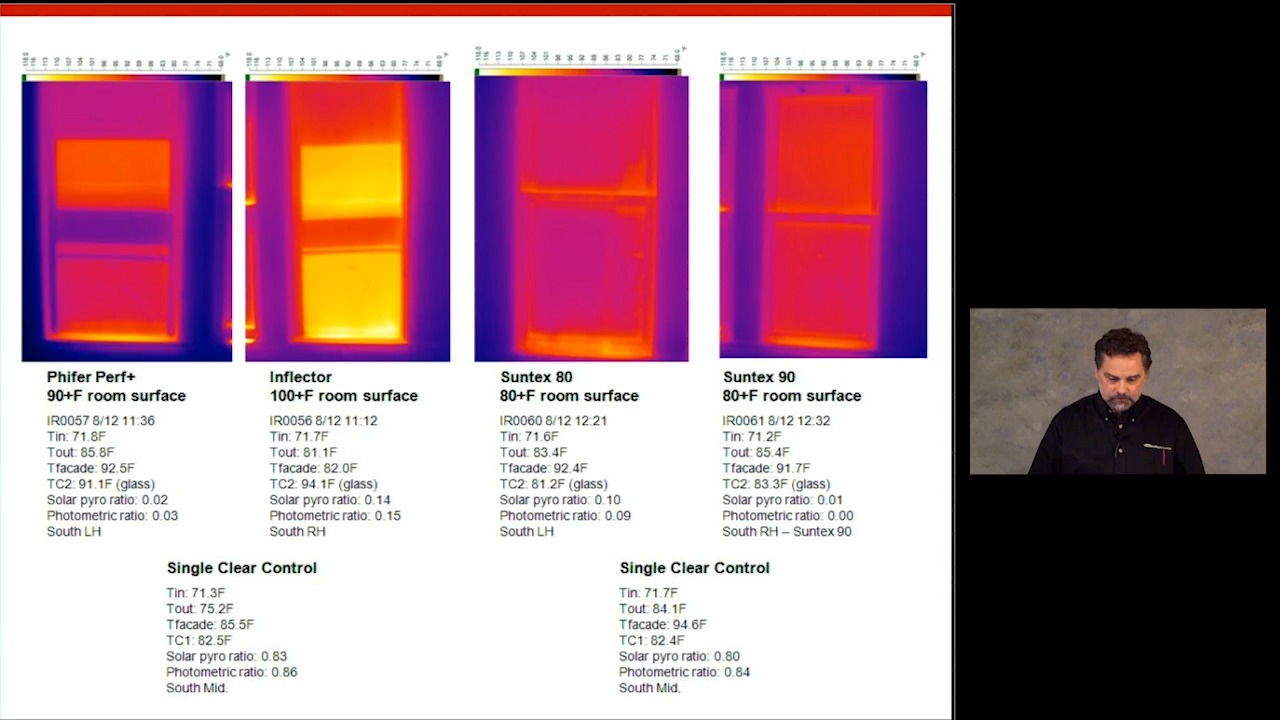 Phifer Perf+
90+F room surface
IR0057 8/12 11:36
Tin: 71.8F
Tout: 85.8F
Tfacade: 92.5F
TC2: 91.1F (glass)
Solar pyro ratio: 0.02
Photometric ratio: 0.03
South LH
Inflector
100+F room surface
IR0056 8/12 11:12
Tin: 71.7F
Tout: 81.1F
Tfacade: 82.0F
TC2: 94.1F (glass)
Solar pyro ratio: 0.14
Photometric ratio: 0.15
South RH
Suntex 80
80+F room surface
IR0060 8/12 12:21
Tin: 71.6F
Tout: 83.4F
Tfacade: 92.4F
TC2: 81.2F (glass)
Solar pyro ratio: 0.10
Photometric ratio: 0.09
South LH
Suntex 90
80+F room surface
IR0061 8/12 12:32
Tin: 71.2F
Tout: 85.4F
Tfacade: 91.7F
TC2: 83.3F (glass)
Solar pyro ratio: 0.01
Photometric ratio: 0.00
South RH – Suntex 90
Single Clear Control
Tin: 71.3F
Tout: 75.2F
Tfacade: 85.5F
TC1: 82.5F
Solar pyro ratio: 0.83
Photometric ratio: 0.86
South Mid.
Single Clear Control
Tin: 71.7F
Tout: 84.1F
Tfacade: 94.6F
TC1: 82.4F
Solar pyro ratio: 0.80
Photometric ratio: 0.84
South Mid.